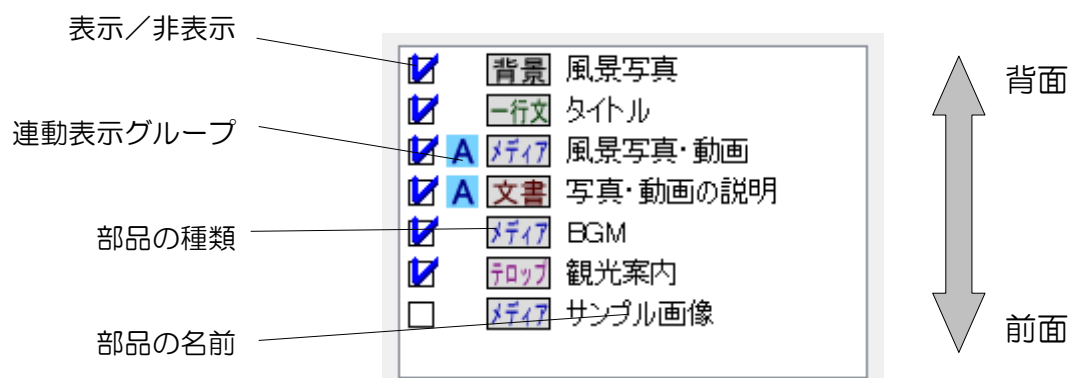 表示／非表示
連動表示グループ
部品の種類
部品の名前
背景 風景写真
一行文 タイトル
A メディア 風景写真・動画
A 文書 写真・動画の説明
メディア BGM
テロップ 観光案内
メディア サンプル画像
背面
前面